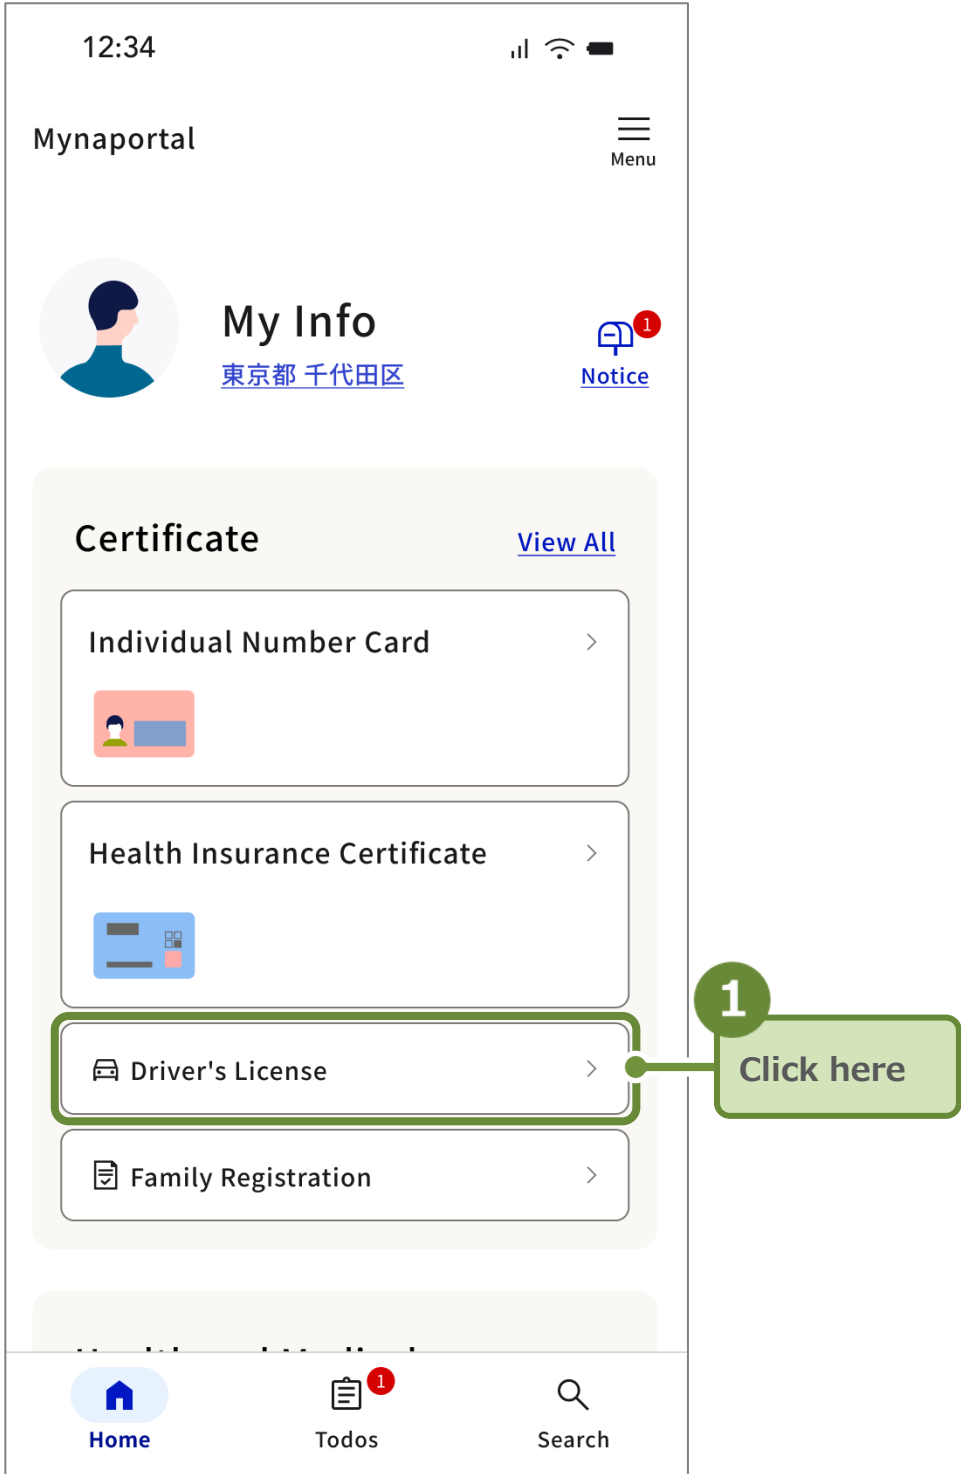 12:34
Mynaportal
Menu
My Info
東京都 千代田区
1
Notice
Certificate
View All
Individual Number Card
Health Insurance Certificate
Driver's License
1
Click here
Family Registration
1
Home
Todos
Search